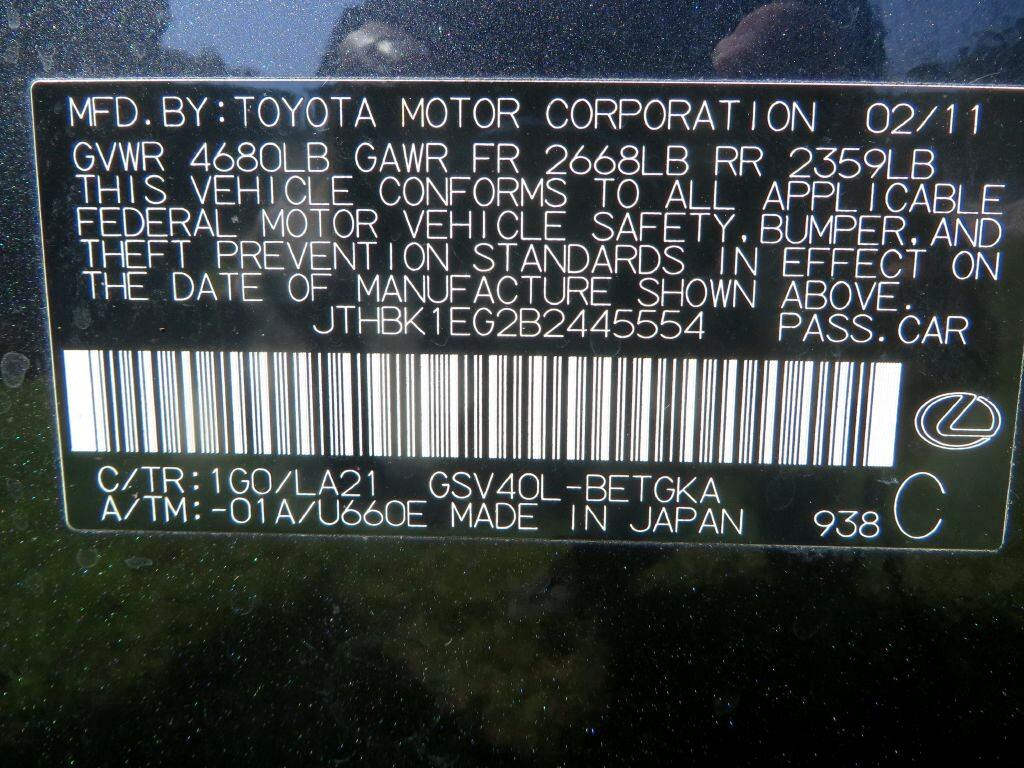 MFD. BY: TOYOTA MOTOR CORPORATION 02/11
GVWR 4680LB GAWR FR 2668LB RR 2359LB
THIS VEHICLE CONFORMS TO ALL APPLICABLE
FEDERAL MOTOR VEHICLE SAFETY, BUMPER, AND
THEFT PREVENTION STANDARDS IN EFFECT ON
THE DATE OF MANUFACTURE SHOWN ABOVE.
JTHBK1EG2B2445554 PASS. CAR
C/TR: 1G0/LA21 GSV40L-BETGKA
A/TM: -01A/U660E MADE IN JAPAN 938 C